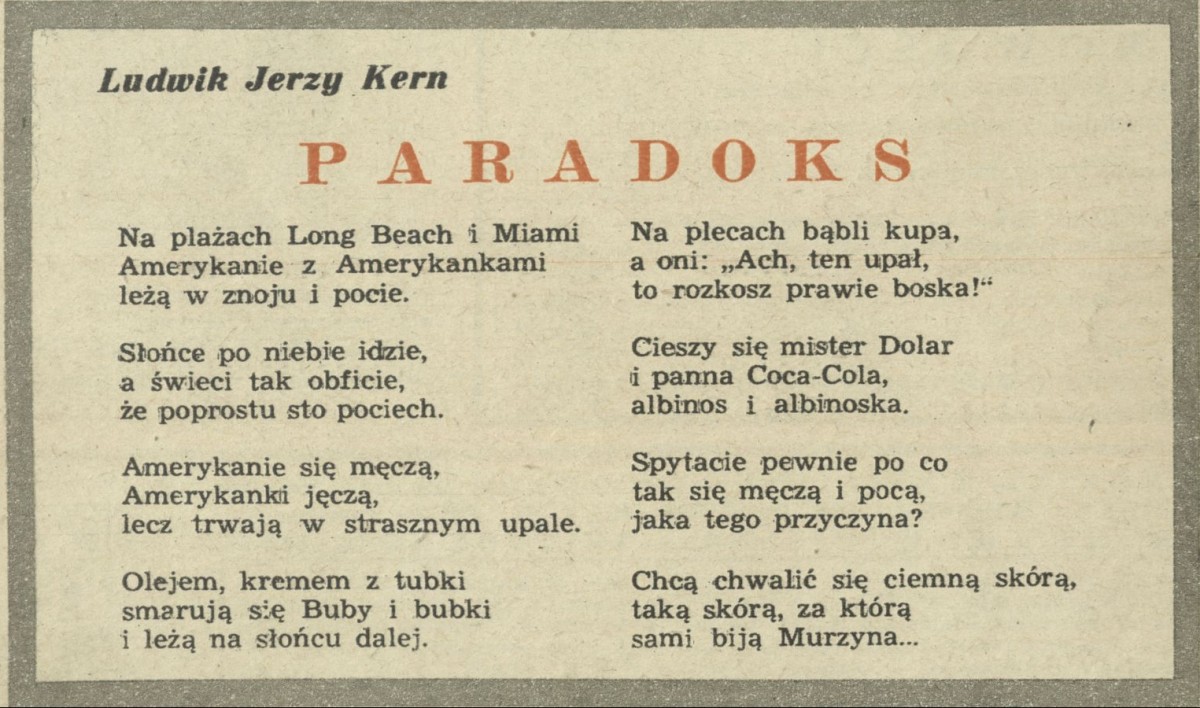 Ludwik Jerzy Kern
PARADOKS
Na plażach Long Beach i Miami
Amerykanie z Amerykankami
leżą w znoju i pocie.
Słońce po niebie idzie,
a świeci tak obficie,
że poprostu sto pociech.
Amerykanie się męczą,
Amerykanki jęczą,
lecz trwają w strasznym upale.
Olejem, kremem z tubki
smarują się Buby i bubki
i leżą na słońcu dalej.
Na plecach bąbli kupa,
a oni: „Ach, ten upał,
to rozkosz prawie boska!“
Cieszy się mister Dolar
i panna Coca-Cola,
albinos i albinoska.
Spytacie pewnie po co
tak się męczą i pocą,
jaka tego przyczyna?
Chcą chwalić się ciemną skórą,
taką skórą, za którą
sami biją Murzyna...